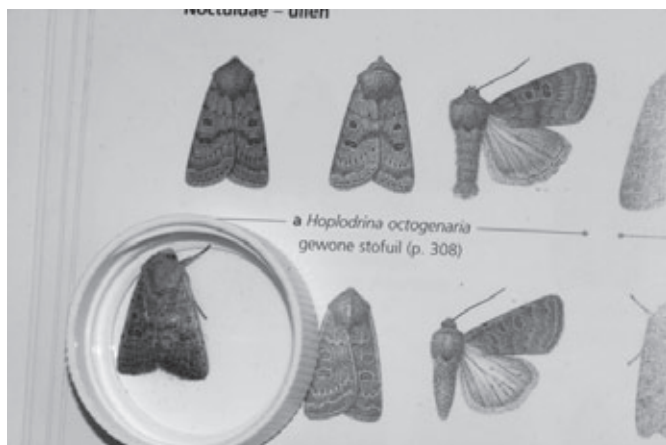 Noctuidae – uilen
a Hoplodrina octogenaria
gewone stofuil (p. 308)